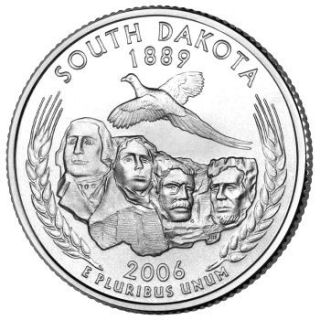 SOUTH DAKOTA
1889
2006
E PLURIBUS UNUM